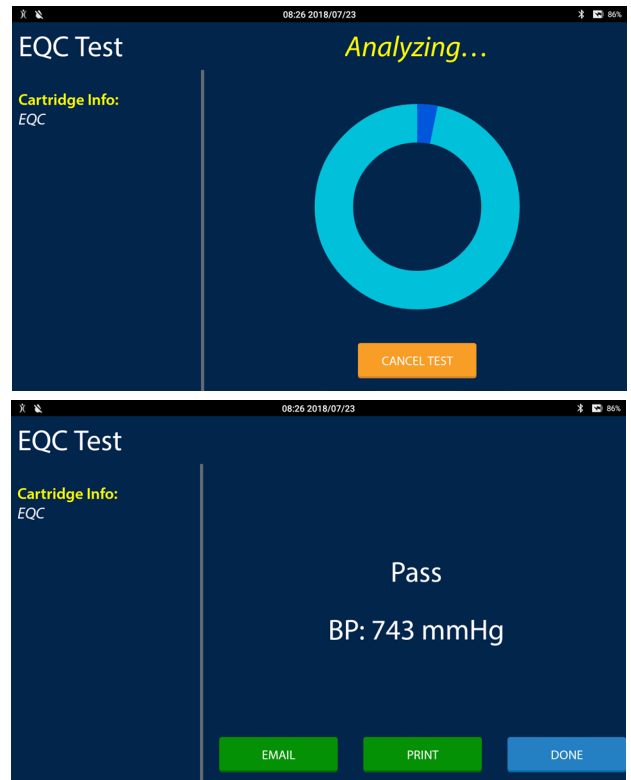 08:26 2018/07/23
86%
EQC Test
Analyzing...
Cartridge Info:
EQC
CANCEL TEST
08:26 2018/07/23
86%
EQC Test
Cartridge Info:
EQC
Pass
BP: 743 mmHg
EMAIL
PRINT
DONE